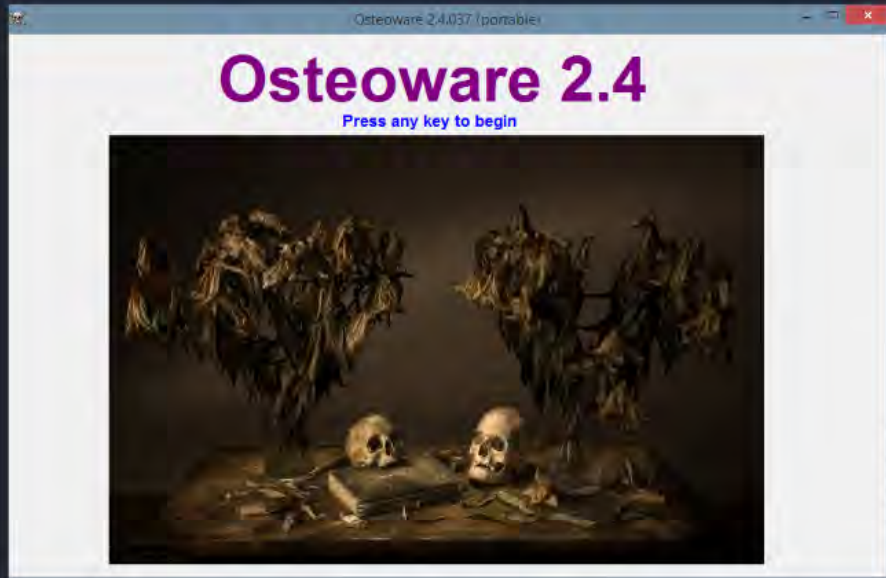 Osteoware 2.4.037 (portable)
Osteoware 2.4
Press any key to begin